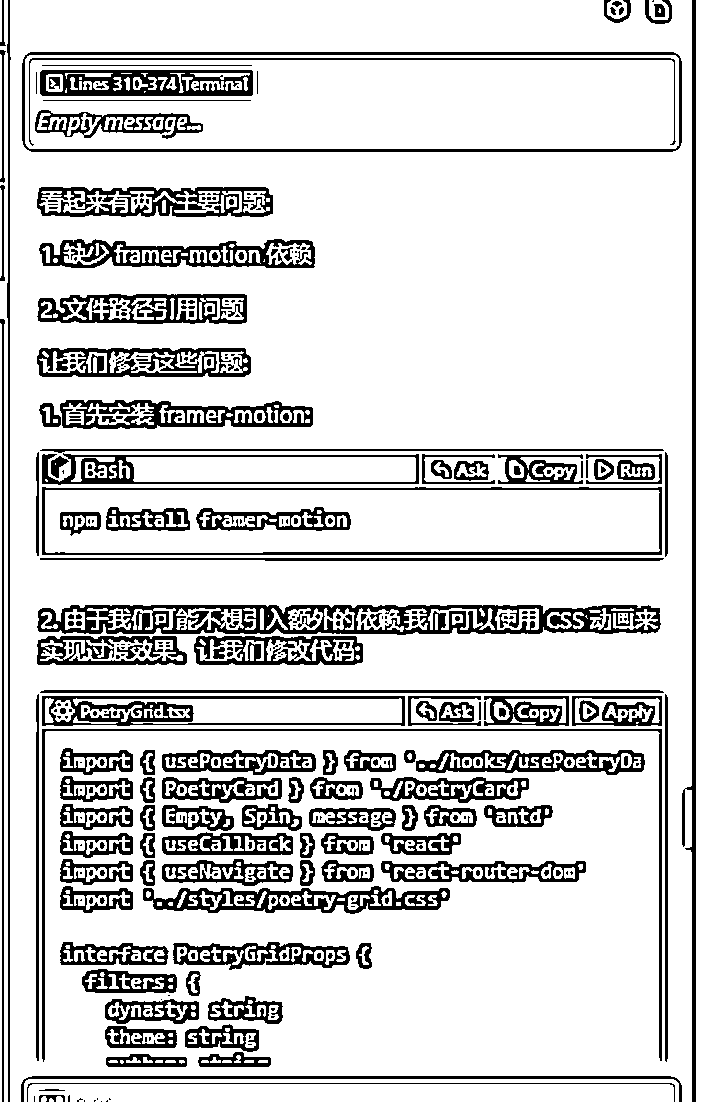 Lines 310-374 Terminal
Empty message...
看起来有两个主要问题:
1. 缺少 framer-motion 依赖
2. 文件路径引用问题
让我们修复这些问题:
1. 首先安装 framer-motion:
Bash
Ask
Copy
Run
npm install framer-motion
2. 由于我们可能不想引入额外的依赖,我们可以使用 CSS 动画来
实现过渡效果。让我们修改代码:
PoetryGrid.tsx
Ask
Copy
Apply
import { usePoetryData } from '../hooks/usePoetryDa
import { PoetryCard } from './PoetryCard'
import { Empty, Spin, message } from 'antd'
import { useCallback } from 'react'
import { useNavigate } from 'react-router-dom'
import '../styles/poetry-grid.css'
interface PoetryGridProps {
filters: {
dynasty: string
theme: string